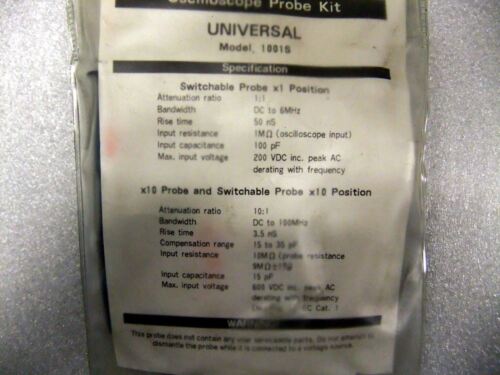 Oscilloscope Probe Kit
UNIVERSAL
Model. 1001S
Specification
Switchable Probe x1 Position
Attenuation ratio 1:1
Bandwidth DC to 6MHz
Rise time 50 nS
Input resistance 1MΩ (oscilloscope input)
Input capacitance 100 pF
Max. input voltage 200 VDC inc. peak AC
derating with frequency
x10 Probe and Switchable Probe x10 Position
Attenuation ratio 10:1
Bandwidth DC to 100MHz
Rise time 3.5 nS
Compensation range 15 to 35 pF
Input resistance 10MΩ (probe resistance
9MΩ
Input capacitance 15 pF
Max. input voltage 600 VDC inc. peak AC
derating with frequency
Cat.
WARNING
This probe does not contain any user serviceable parts. Do not attempt to
dismantle the probe while it is connected to a voltage source.